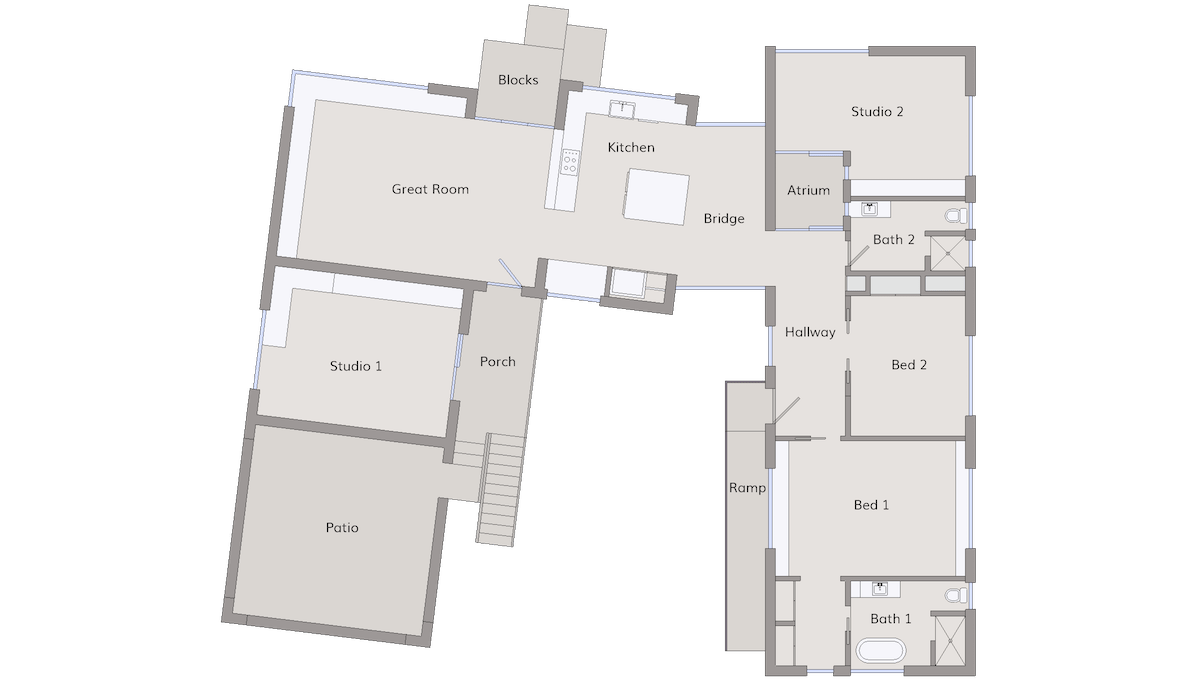 Blocks
Studio 2
Kitchen
Great Room
Atrium
Bridge
Bath 2
Hallway
Porch
Studio 1
Bed 2
Ramp
Bed 1
Patio
Bath 1